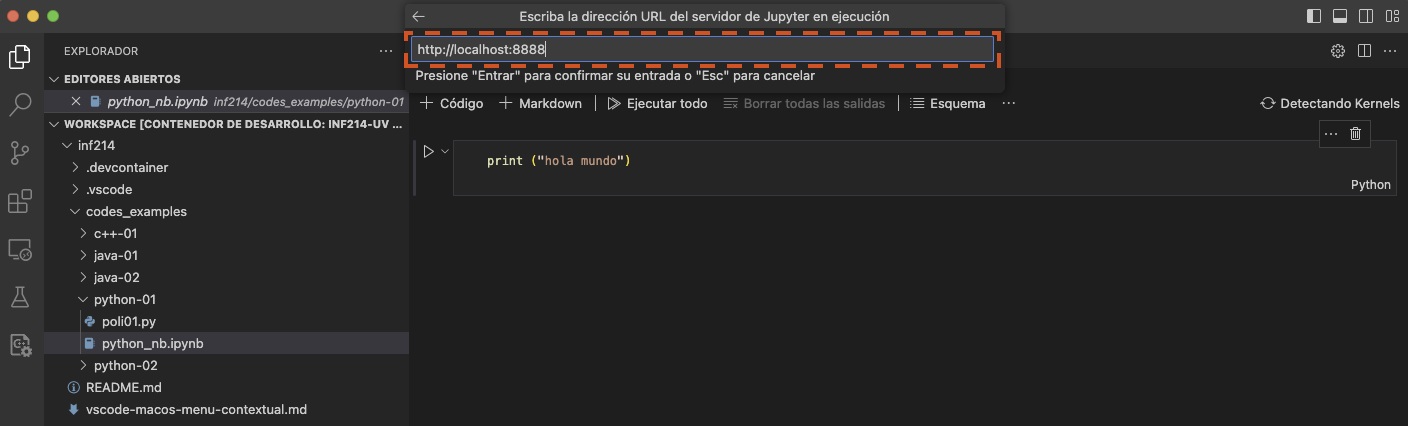 Escriba la dirección URL del servidor de Jupyter en ejecución
http://localhost:8888
Presione "Entrar" para confirmar su entrada o "Esc" para cancelar
EXPLORADOR
EDITORES ABIERTOS
python_nb.ipynb inf214/codes_examples/python-01
WORKSPACE [CONTENEDOR DE DESARROLLO: INF214-UV ...
inf214
.devcontainer
.vscode
codes_examples
c++-01
java-01
java-02
python-01
poli01.py
python_nb.ipynb
python-02
README.md
vscode-macos-menu-contextual.md
+ Código + Markdown Ejecutar todo Borrar todas las salidas Esquema ... Detectando Kernels
print ("hola mundo")
Python